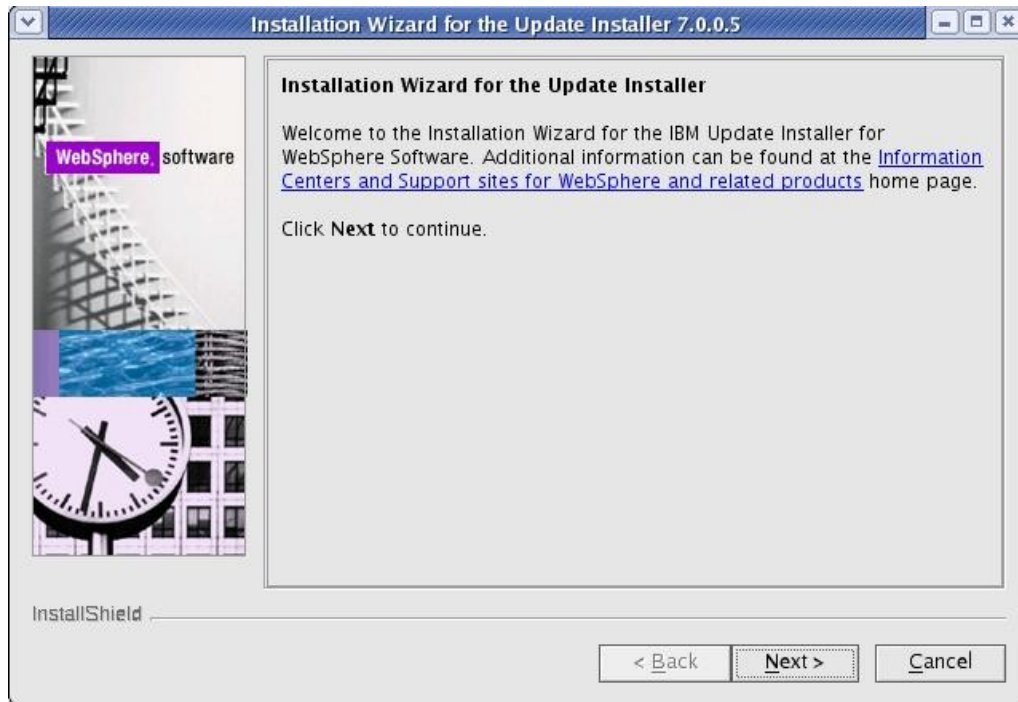 Installation Wizard for the Update Installer 7.0.0.5
WebSphere. software
Installation Wizard for the Update Installer
Welcome to the Installation Wizard for the IBM Update Installer for
WebSphere Software. Additional information can be found at the Information
Centers and Support sites for WebSphere and related products home page.
Click Next to continue.
InstallShield
< Back
Next >
Cancel